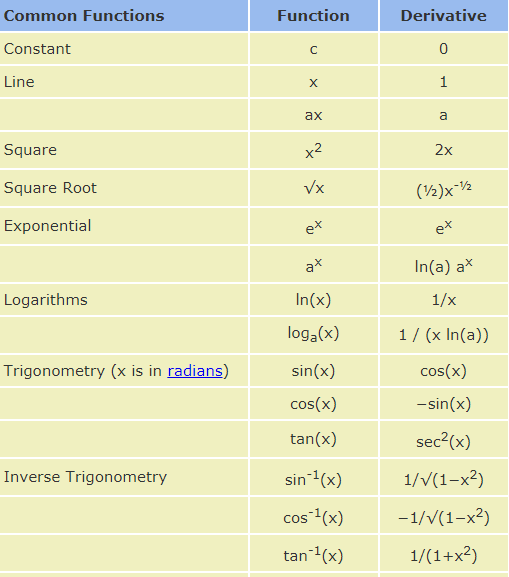 Common Functions Function Derivative
Constant c 0
Line x 1
ax a
Square x² 2x
Square Root √x (½)x⁻½
Exponential eˣ eˣ
aˣ ln(a) aˣ
Logarithms ln(x) 1/x
logₐ(x) 1 / (x ln(a))
Trigonometry (x is in radians) sin(x) cos(x)
cos(x) −sin(x)
tan(x) sec²(x)
Inverse Trigonometry sin⁻¹(x) 1/√(1−x²)
cos⁻¹(x) −1/√(1−x²)
tan⁻¹(x) 1/(1+x²)